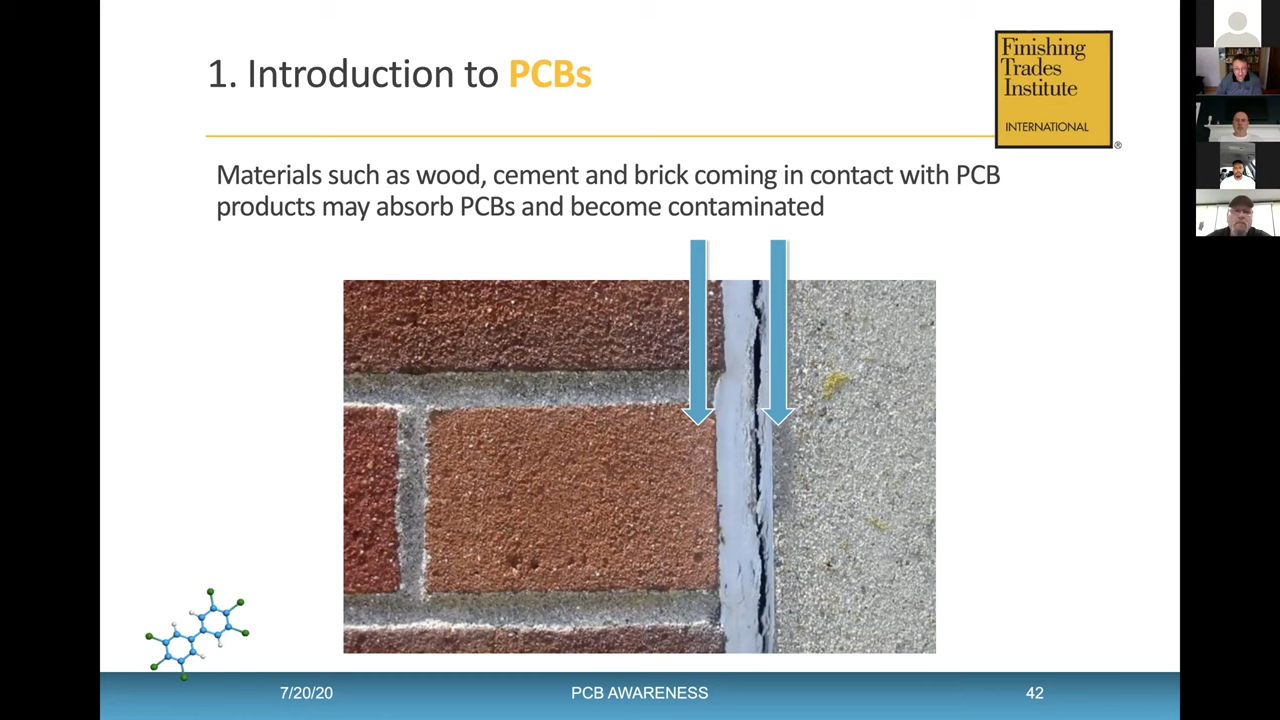 1. Introduction to PCBs
Finishing
Trades
Institute
INTERNATIONAL
®
Materials such as wood, cement and brick coming in contact with PCB
products may absorb PCBs and become contaminated
7/20/20
PCB AWARENESS
42